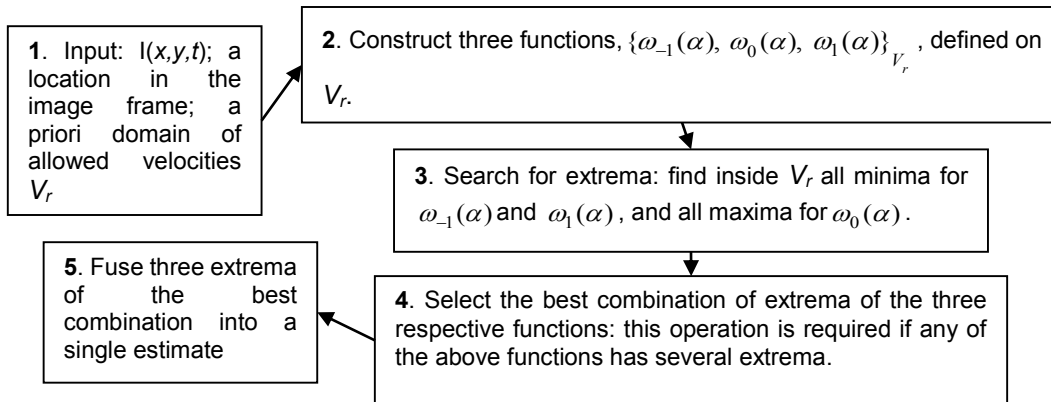 1. Input: I(x,y,t); a
location in the
image frame; a
priori domain of
allowed velocities
Vr
2. Construct three functions, {ω₋₁(α), ω₀(α), ω₁(α)}Vr , defined on
Vr.
3. Search for extrema: find inside Vr all minima for
ω₋₁(α) and ω₁(α) , and all maxima for ω₀(α) .
4. Select the best combination of extrema of the three
respective functions: this operation is required if any of
the above functions has several extrema.
5. Fuse three extrema
of the best
combination into a
single estimate